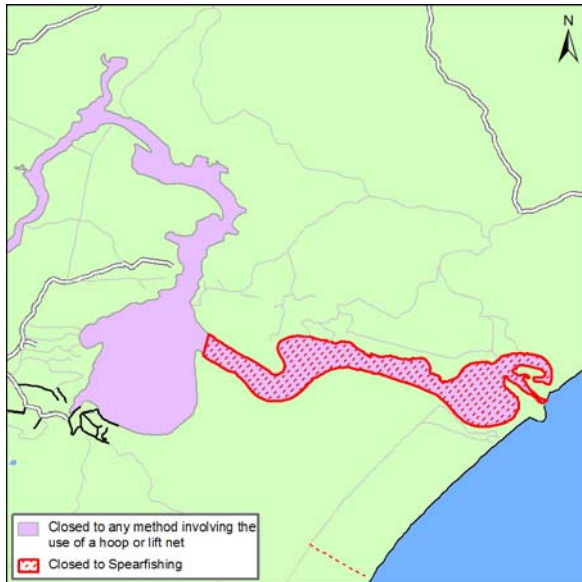 N
Closed to any method involving the
use of a hoop or lift net
Closed to Spearfishing